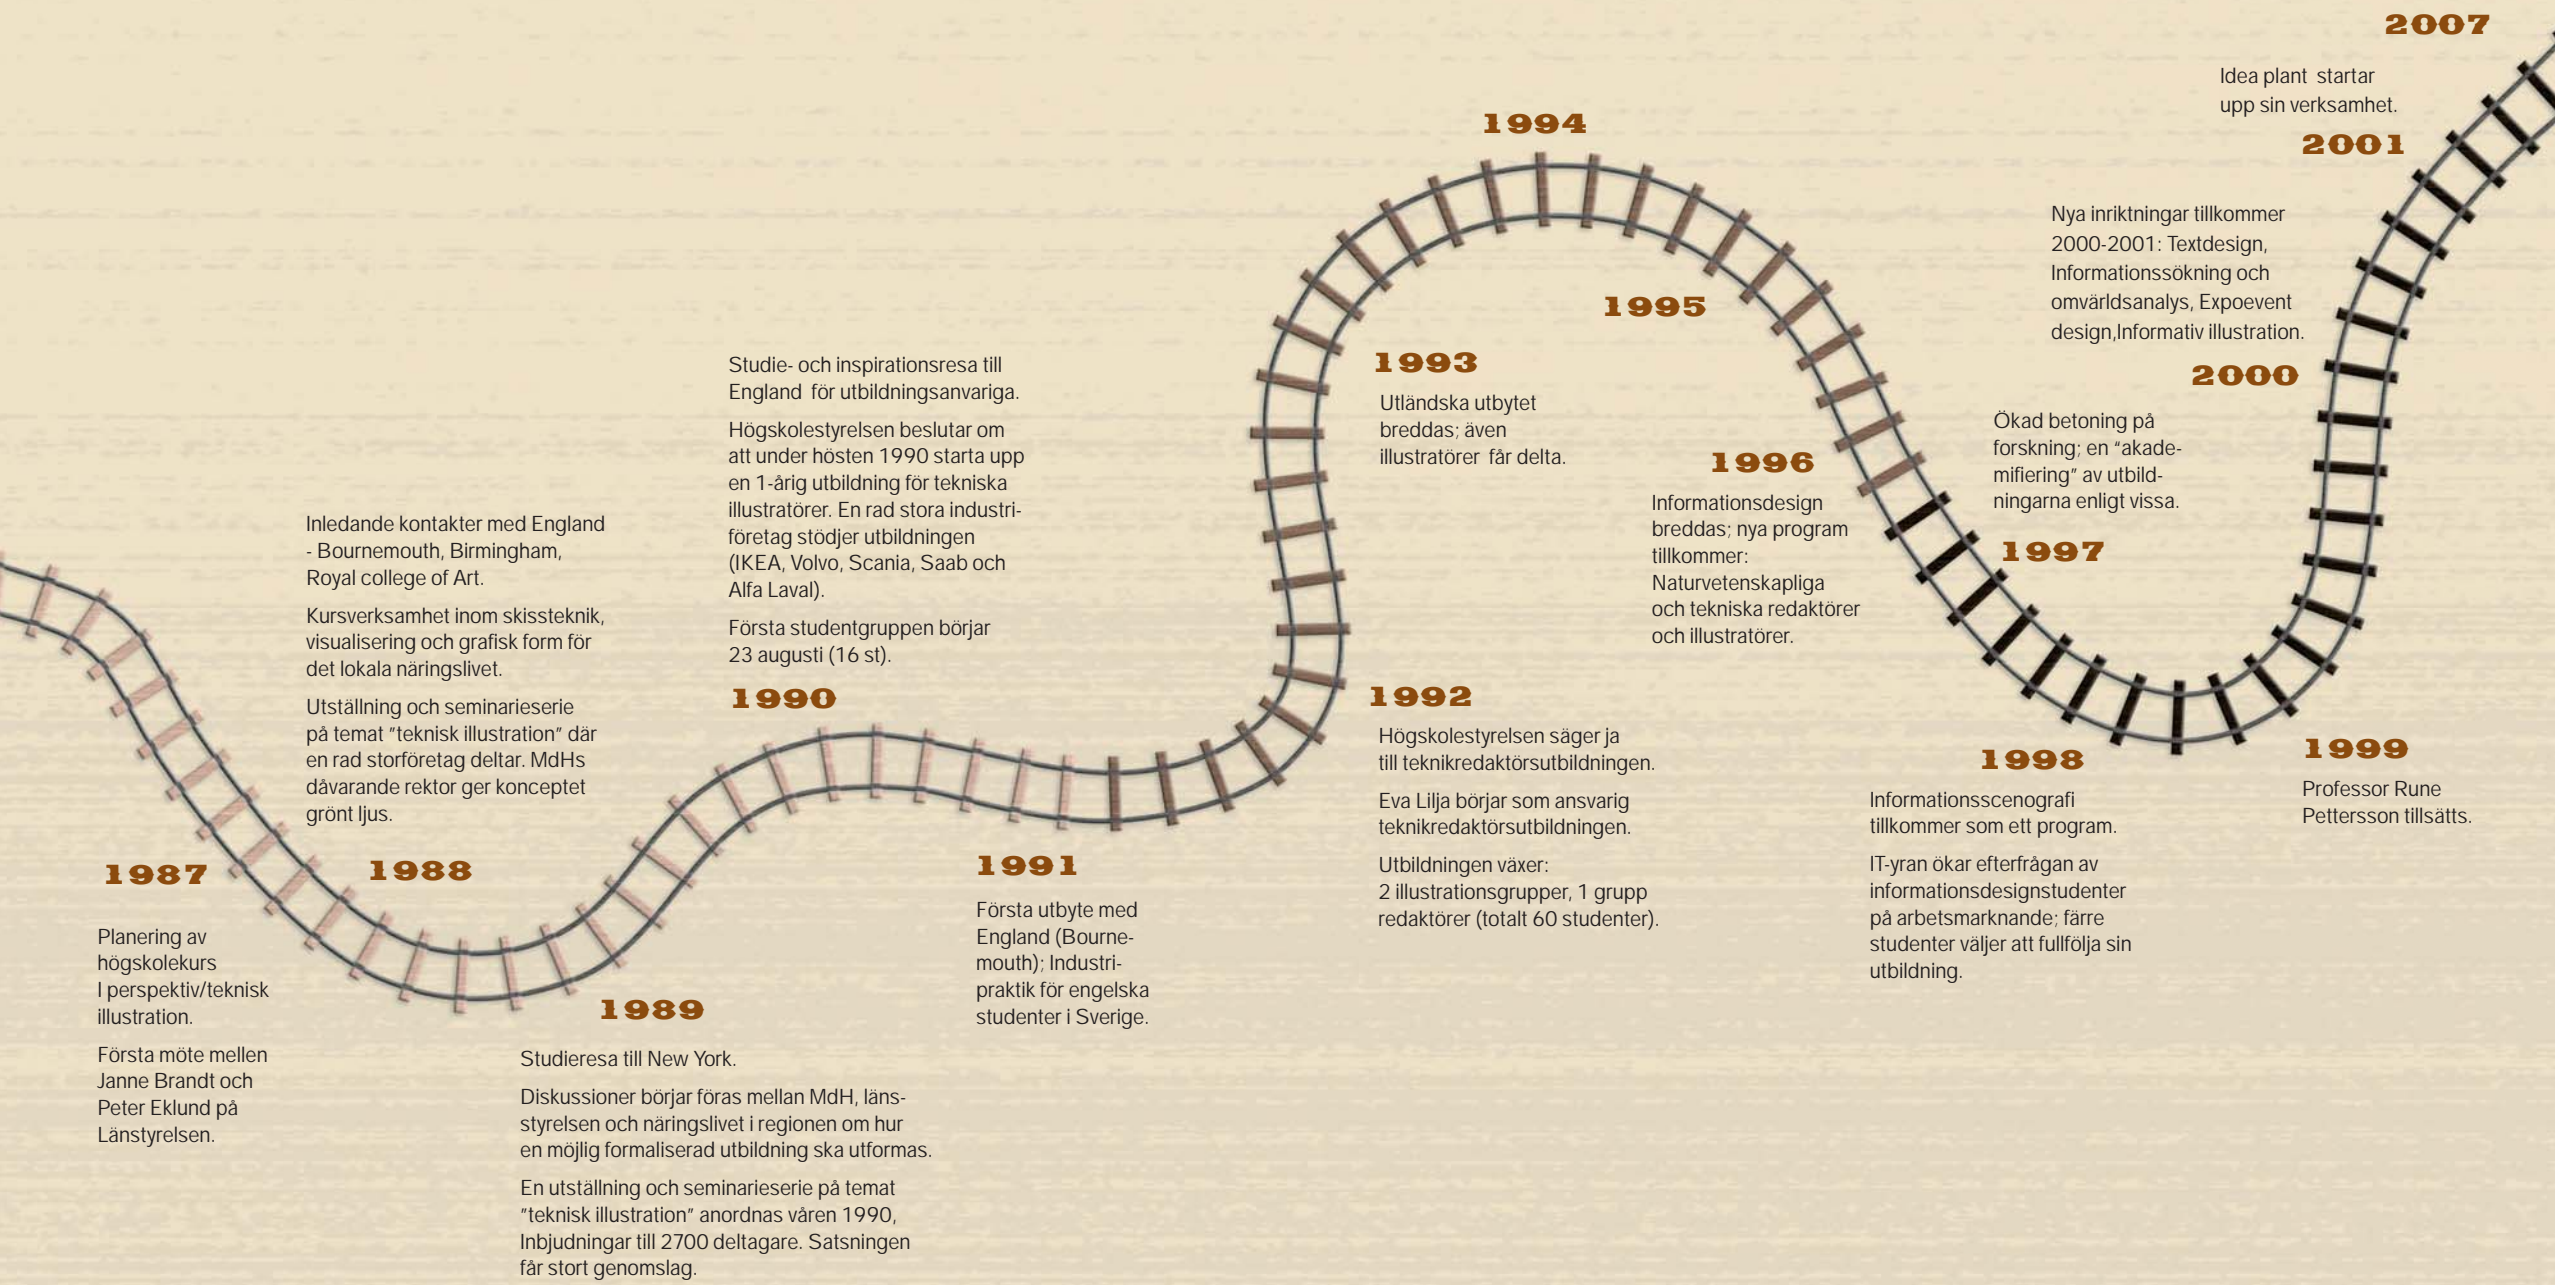 1987
Planering av
högskolekurs
I perspektiv/teknisk
illustration.
Första möte mellen
Janne Brandt och
Peter Eklund på
Länstyrelsen.
Inledande kontakter med England
- Bournemouth, Birmingham,
Royal college of Art.
Kursverksamhet inom skissteknik,
visualisering och grafisk form för
det lokala näringslivet.
Utställning och seminarieserie
på temat "teknisk illustration" där
en rad storföretag deltar. MdHs
dåvarande rektor ger konceptet
grönt ljus.
1988
1989
Studieresa till New York.
Diskussioner börjar föras mellan MdH, läns-
styrelsen och näringslivet i regionen om hur
en möjlig formaliserad utbildning ska utformas.
En utställning och seminarieserie på temat
"teknisk illustration" anordnas våren 1990,
Inbjudningar till 2700 deltagare. Satsningen
får stort genomslag.
Studie- och inspirationsresa till
England för utbildningsanvariga.
Högskolestyrelsen beslutar om
att under hösten 1990 starta upp
en 1-årig utbildning för tekniska
illustratörer. En rad stora industri-
företag stödjer utbildningen
(IKEA, Volvo, Scania, Saab och
Alfa Laval).
Första studentgruppen börjar
23 augusti (16 st).
1990
1991
Första utbyte med
England (Bourne-
mouth); Industri-
praktik för engelska
studenter i Sverige.
1992
Högskolestyrelsen säger ja
till teknikredaktörsutbildningen.
Eva Lilja börjar som ansvarig
teknikredaktörsutbildningen.
Utbildningen växer:
2 illustrationsgrupper, 1 grupp
redaktörer (totalt 60 studenter).
1993
Utländska utbytet
breddas; även
illustratörer får delta.
1994
1995
1996
Informationsdesign
breddas; nya program
tillkommer:
Naturvetenskapliga
och tekniska redaktörer
och illustratörer.
Ökad betoning på
forskning; en "akade-
mifiering" av utbild-
ningarna enligt vissa.
1997
1998
Informationsscenografi
tillkommer som ett program.
IT-yran ökar efterfrågan av
informationsdesignstudenter
på arbetsmarknande; färre
studenter väljer att fullfölja sin
utbildning.
1999
Professor Rune
Pettersson tillsätts.
Nya inriktningar tillkommer
2000-2001: Textdesign,
Informationssökning och
omvärldsanalys, Expoevent
design,Informativ illustration.
2000
Idea plant startar
upp sin verksamhet.
2001
2007